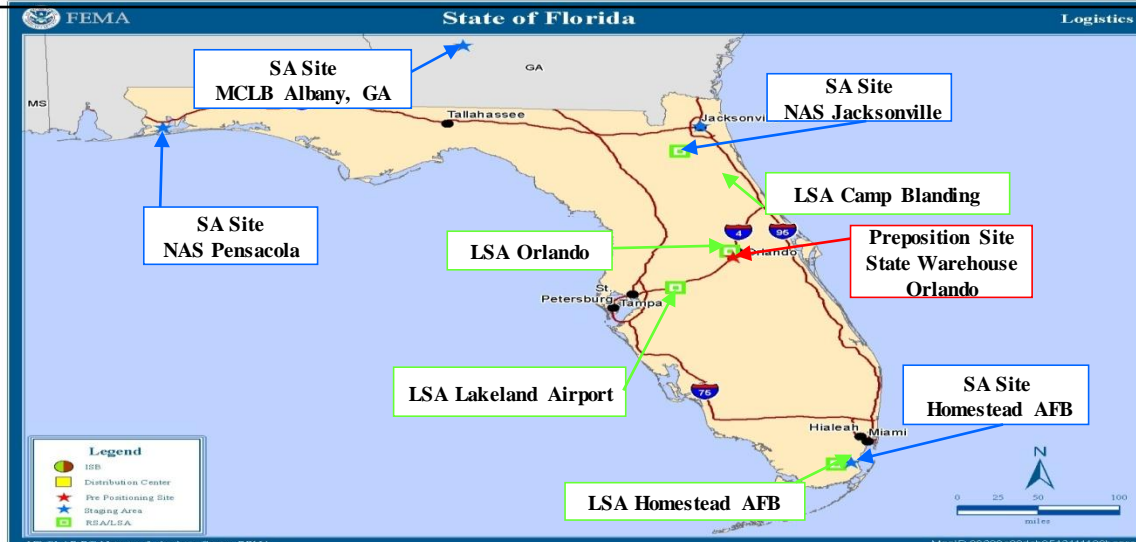 FEMA
State of Florida
Logistics
SA Site
MCLB Albany, GA
GA
MS
SA Site
NAS Jacksonville
Tallahassee
Jacksonvil
LSA Camp Blanding
SA Site
NAS Pensacola
LSA Orlando
4
95
Orlando
Preposition Site
State Warehouse
Orlando
St.
Petersburg
Tampa
LSA Lakeland Airport
75
SA Site
Homestead AFB
Hialeah
Miami
LSA Homestead AFB
Legend
ISB
Distribution Center
Pre Positioning Site
Staging Area
RSA/LSA
N
0 25 50 100
miles